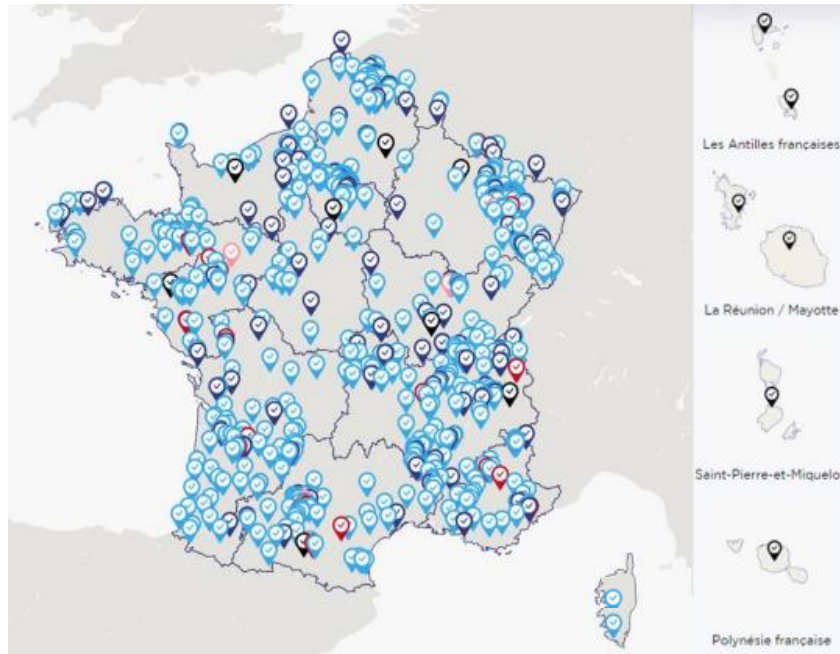 Les Antilles françaises
La Réunion / Mayotte
Saint-Pierre-et-Miquelo
Polynésie française